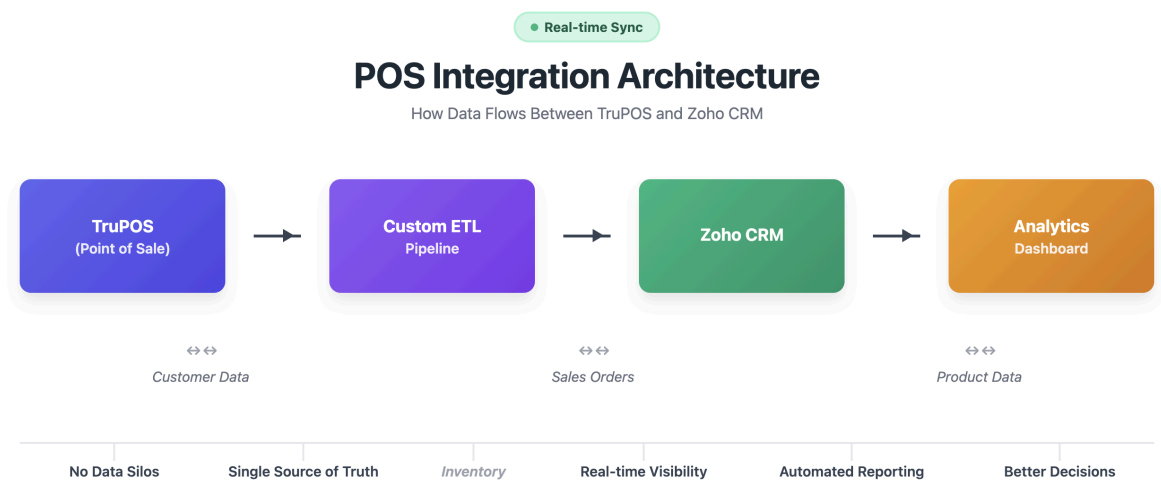 Real-time Sync
POS Integration Architecture
How Data Flows Between TruPOS and Zoho CRM
TruPOS
(Point of Sale)
Custom ETL
Pipeline
Zoho CRM
Analytics
Dashboard
Customer Data
Sales Orders
Product Data
No Data Silos
Single Source of Truth
Inventory
Real-time Visibility
Automated Reporting
Better Decisions